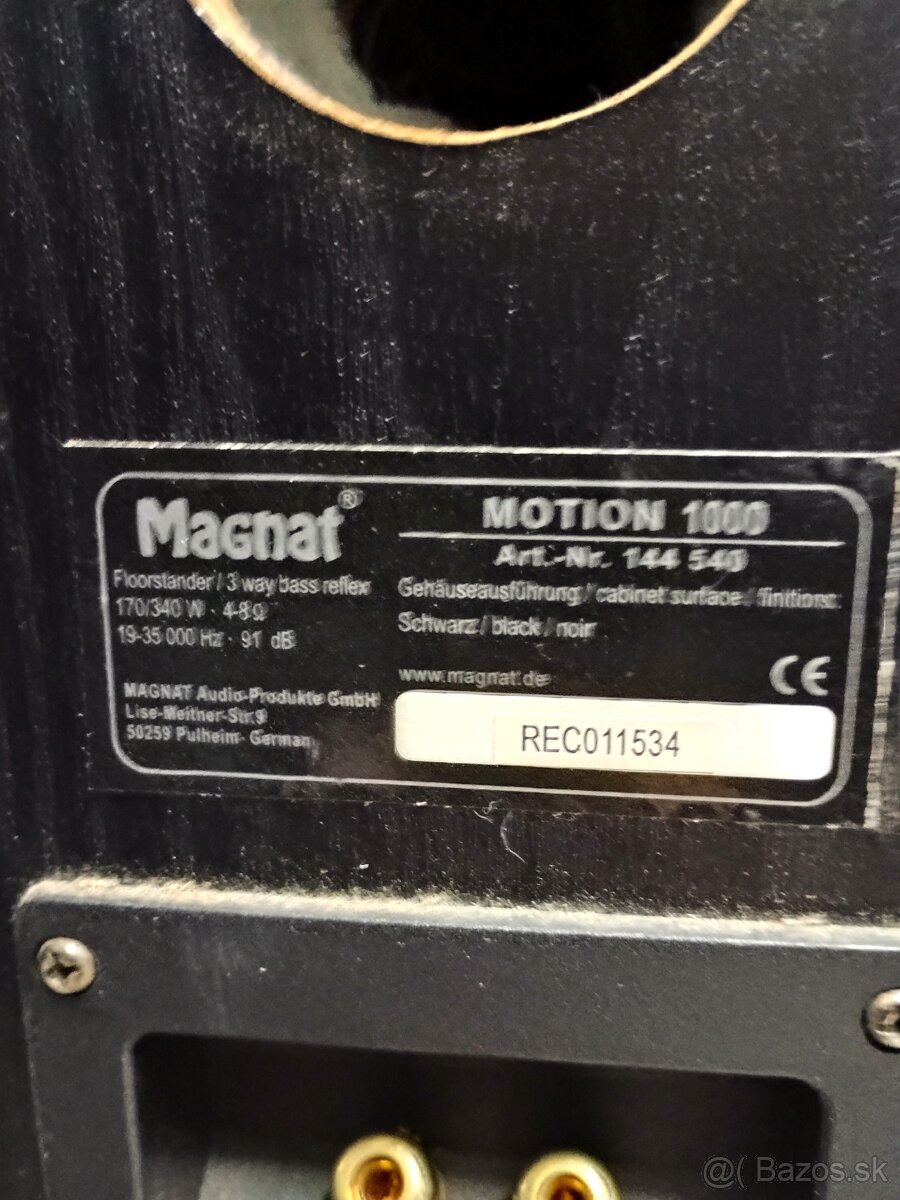 Magnat®
MOTION 1000
Art.-Nr. 144 540
Floorstander / 3 way bass reflex
170/340 W · 4-8 Ω
19-35 000 Hz · 91 dB
Gehäuseausführung / cabinet surface / finitions:
Schwarz / black / noir
www.magnat.de
CE
MAGNAT Audio-Produkte GmbH
Lise-Meitner-Str.9
50259 Pulheim- German
REC011534
@( Bazos.sk